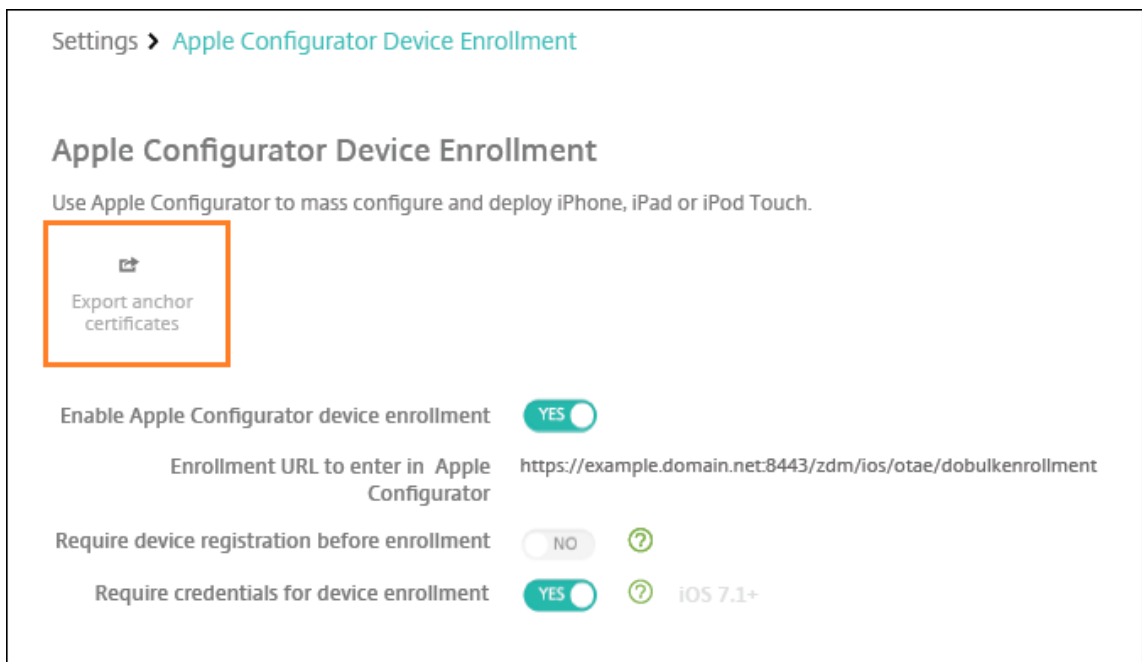 Settings > Apple Configurator Device Enrollment
Apple Configurator Device Enrollment
Use Apple Configurator to mass configure and deploy iPhone, iPad or iPod Touch.
Export anchor
certificates
Enable Apple Configurator device enrollment YES
Enrollment URL to enter in Apple https://example.domain.net:8443/zdm/ios/otae/dobulkenrollment
Configurator
Require device registration before enrollment NO ?
Require credentials for device enrollment YES ? iOS 7.1+